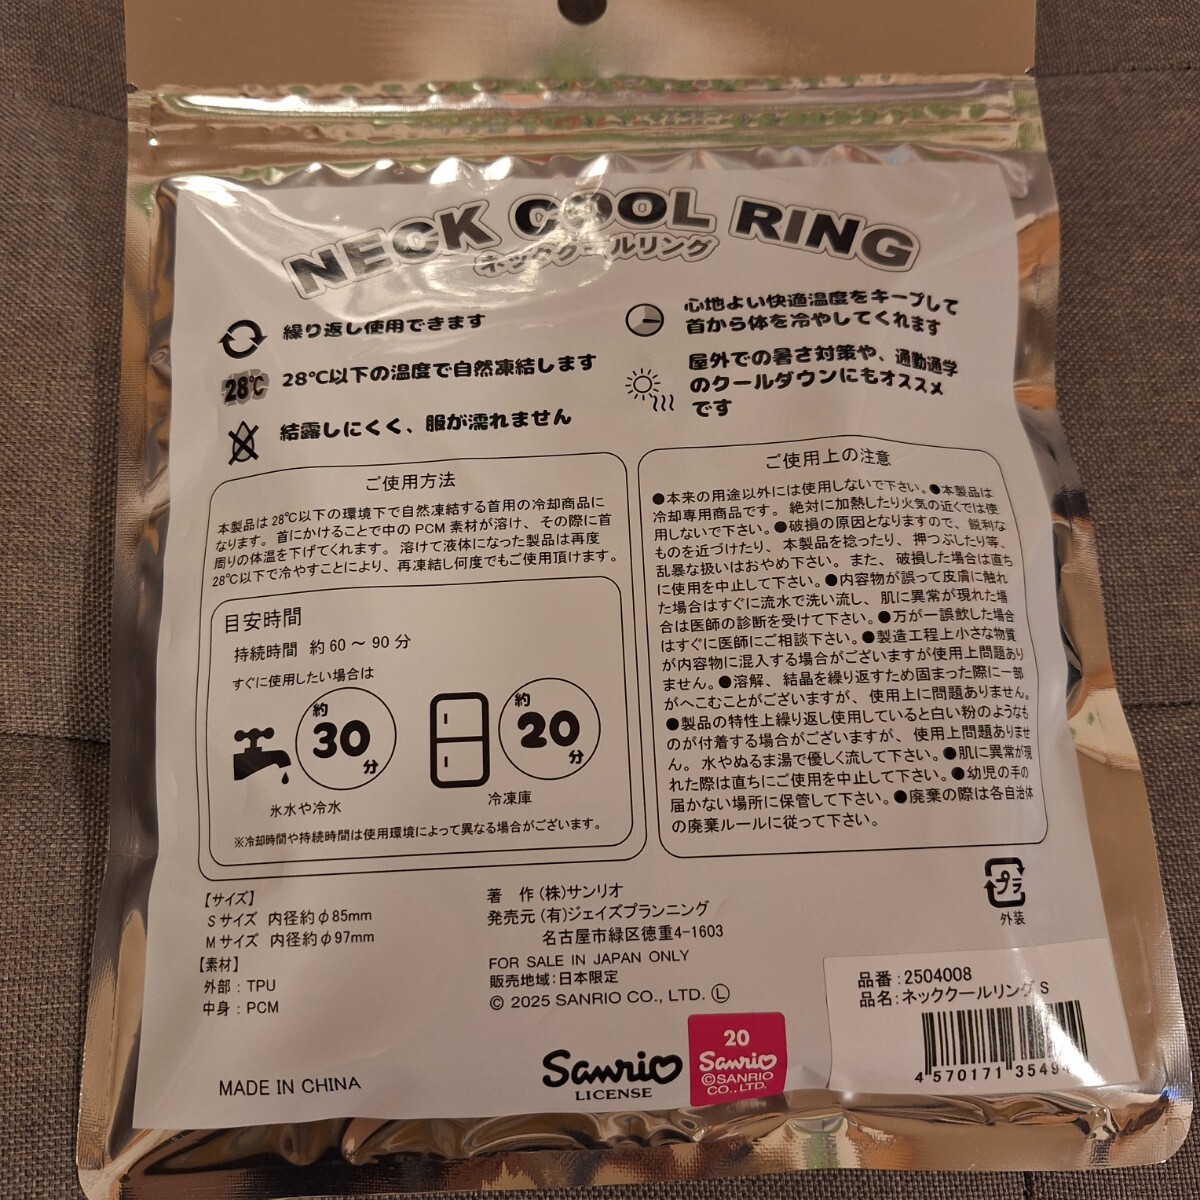 NECK COOL RING
ネッククールリング
繰り返し使用できます
28℃
28℃以下の温度で自然凍結します
結露しにくく、服が濡れません
心地よい快適温度をキープして
首から体を冷やしてくれます
屋外での暑さ対策や、通勤通学
のクールダウンにもオススメ
です
ご使用方法
本製品は28℃以下の環境下で自然凍結する首用の冷却商品に
なります。首にかけることで中のPCM素材が溶け、その際に首
周りの体温を下げてくれます。溶けて液体になった製品は再度
28℃以下で冷やすことにより、再凍結し何度でもご使用頂けます。
目安時間
持続時間 約60～90分
すぐに使用したい場合は
約
30
分
氷水や冷水
約
20
分
冷凍庫
※冷却時間や持続時間は使用環境によって異なる場合がございます。
ご使用上の注意
●本来の用途以外には使用しないで下さい。●本製品は
冷却専用商品です。絶対に加熱したり火気の近くでは使
用しないで下さい。●破損の原因となりますので、鋭利な
ものを近づけたり、本製品を捻ったり、押つぶしたり等、
乱暴な扱いはおやめ下さい。また、破損した場合は直ち
に使用を中止して下さい。●内容物が誤って皮膚に触れ
た場合はすぐに流水で洗い流し、肌に異常が現れた場
合は医師の診断を受けて下さい。●万が一誤飲した場合
はすぐに医師にご相談下さい。●製造工程上小さな物質
が内容物に混入する場合がございますが使用上問題あり
ません。●溶解、結晶を繰り返すため固まった際に一部
がへこむことがございますが、使用上に問題ありません。
●製品の特性上繰り返し使用していると白い粉のようなも
のが付着する場合がございますが、使用上問題ありませ
ん。水やぬるま湯で優しく流して下さい。●肌に異常が現
れた際は直ちにご使用を中止して下さい。●幼児の手の
届かない場所に保管して下さい。●廃棄の際は各自治体
の廃棄ルールに従って下さい。
【サイズ】
Sサイズ 内径約φ85mm
Mサイズ 内径約φ97mm
【素材】
外部：TPU
中身：PCM
著 作 (株)サンリオ
発売元 (有)ジェイズプランニング
名古屋市緑区徳重4-1603
FOR SALE IN JAPAN ONLY
販売地域：日本限定
© 2025 SANRIO CO., LTD. Ⓛ
プラ
外装
品番：2504008
品名：ネッククールリング S
4 570171 35494
MADE IN CHINA
Sanrio
LICENSE
20
Sanrio
©SANRIO
CO., LTD.